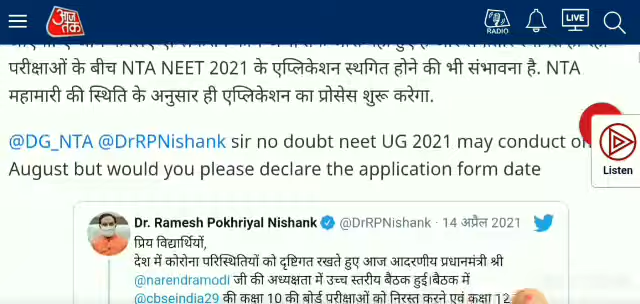 आज तक
RADIO
LIVE
परीक्षाओं के बीच NTA NEET 2021 के एप्लिकेशन स्थगित होने की भी संभावना है. NTA
महामारी की स्थिति के अनुसार ही एप्लिकेशन का प्रोसेस शुरू करेगा.
@DG_NTA @DrRPNishank sir no doubt neet UG 2021 may conduct on
August but would you please declare the application form date
Listen
Dr. Ramesh Pokhriyal Nishank @DrRPNishank · 14 अप्रैल 2021
प्रिय विद्यार्थियों,
देश में कोरोना परिस्थितियों को दृष्टिगत रखते हुए आज आदरणीय प्रधानमंत्री श्री
@narendramodi जी की अध्यक्षता में उच्च स्तरीय बैठक हुई।बैठक में
@cbseindia29 की कक्षा 10 की बोर्ड परीक्षाओं को निरस्त करने एवं कक्षा 12